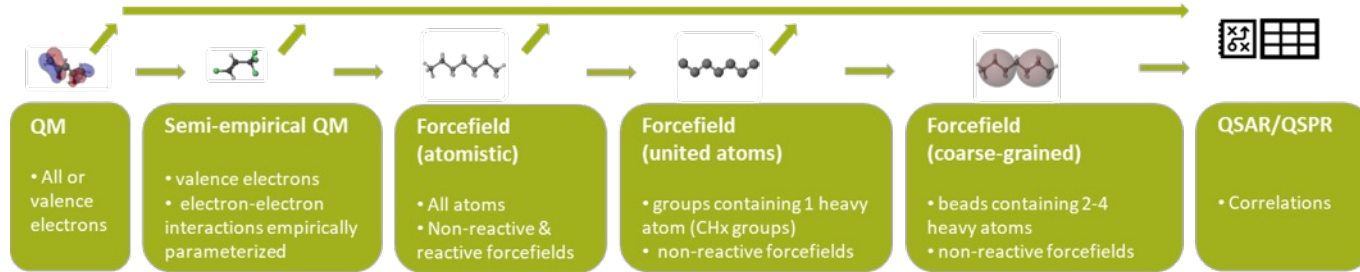 QM
• All or
valence
electrons
Semi-empirical QM
• valence electrons
• electron-electron
interactions empirically
parameterized
Forcefield
(atomistic)
• All atoms
• Non-reactive &
reactive forcefields
Forcefield
(united atoms)
• groups containing 1 heavy
atom (CHx groups)
• non-reactive forcefields
Forcefield
(coarse-grained)
• beads containing 2-4
heavy atoms
• non-reactive forcefields
QSAR/QSPR
• Correlations